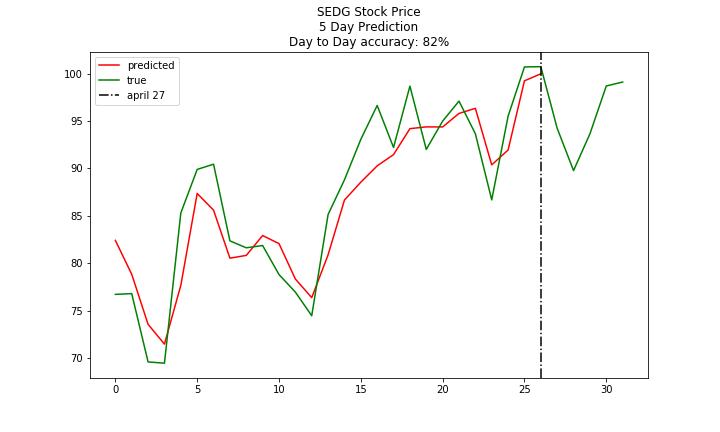 SEDG Stock Price
5 Day Prediction
Day to Day accuracy: 82%
predicted
true
april 27
100
95
90
85
80
75
70
0 5 10 15 20 25 30